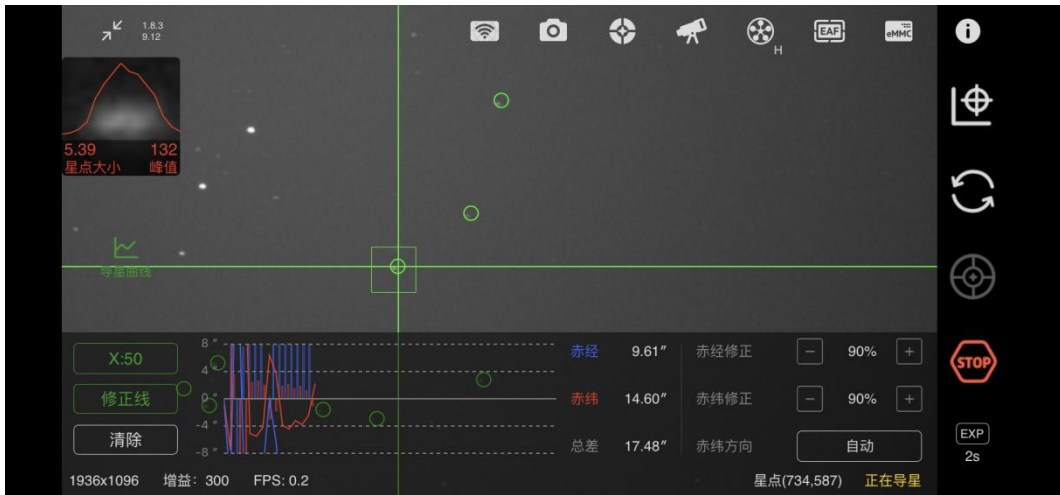 1.8.3
9.12
H
EAF
eMMC
5.39 132
星点大小 峰值
导星曲线
X:50
修正线
清除
8 "
4 "
0 "
-4 "
-8 "
赤经 9.61" 赤经修正 − 90% +
赤纬 14.60" 赤纬修正 − 90% +
总差 17.48" 赤纬方向 自动
STOP
EXP
2s
1936x1096 增益: 300 FPS: 0.2 星点(734,587) 正在导星